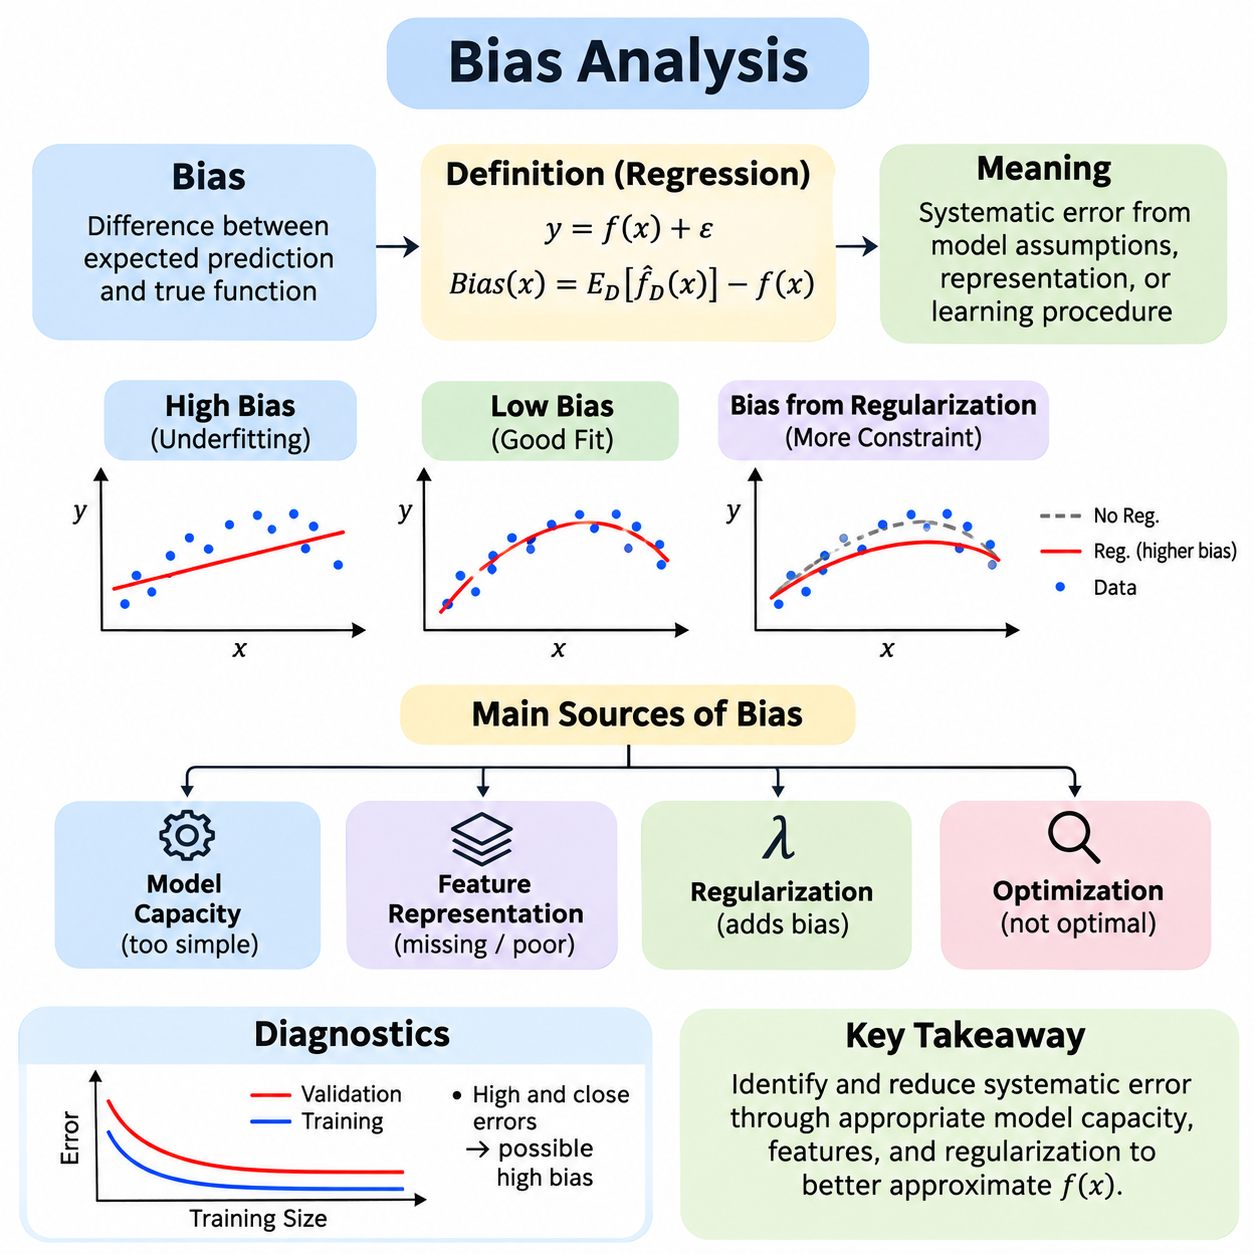 Bias Analysis
Bias
Difference between
expected prediction
and true function
Definition (Regression)
y = f(x) + ε
Bias(x) = E_D[f̂_D(x)] − f(x)
Meaning
Systematic error from
model assumptions,
representation, or
learning procedure
High Bias
(Underfitting)
y
x
Low Bias
(Good Fit)
y
x
Bias from Regularization
(More Constraint)
y
x
No Reg.
Reg. (higher bias)
Data
Main Sources of Bias
Model
Capacity
(too simple)
Feature
Representation
(missing / poor)
λ
Regularization
(adds bias)
Optimization
(not optimal)
Diagnostics
Error
Validation
Training
Training Size
• High and close
errors
→ possible
high bias
Key Takeaway
Identify and reduce systematic error
through appropriate model capacity,
features, and regularization to
better approximate f(x).